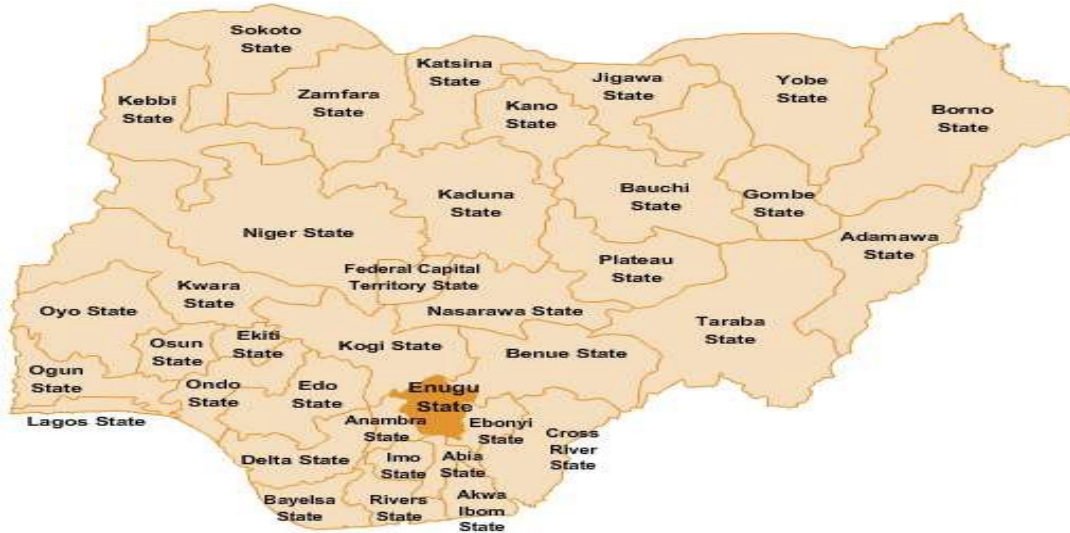 Sokoto
State
Katsina
State
Jigawa
State
Yobe
State
Kebbi
State
Zamfara
State
Kano
State
Borno
State
Kaduna
State
Bauchi
State
Gombe
State
Niger State
Adamawa
State
Federal Capital
Territory State
Plateau
State
Kwara
State
Oyo State
Nasarawa State
Taraba
State
Osun
State
Ekiti
State
Kogi State
Benue State
Ogun
State
Ondo
State
Edo
State
Enugu
State
Lagos State
Anambra
State
Ebonyi
State
Cross
River
State
Delta State
Imo
State
Abia
State
Bayelsa
State
Rivers
State
Akwa
Ibom
State